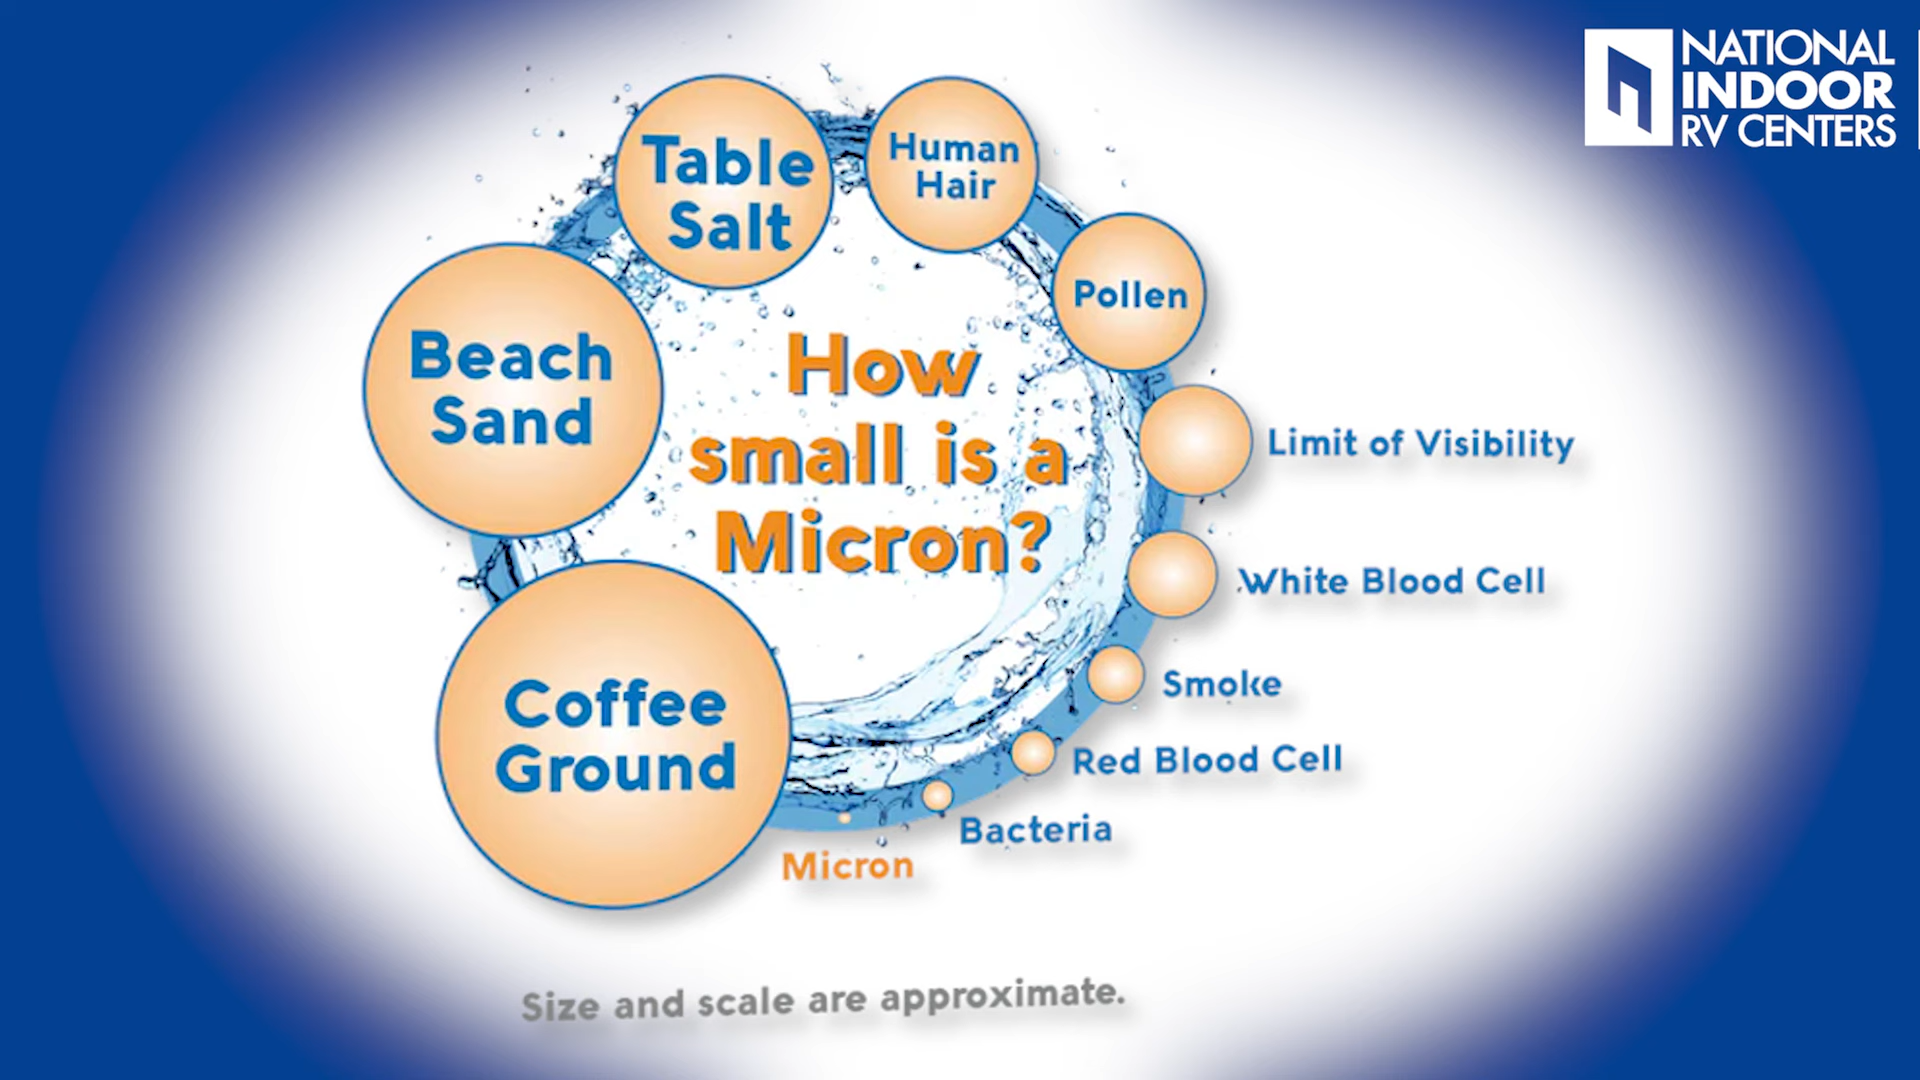 NATIONAL
INDOOR
RV CENTERS
Table
Salt
Human
Hair
Pollen
Beach
Sand
How
small is a
Micron?
Limit of Visibility
White Blood Cell
Smoke
Red Blood Cell
Bacteria
Micron
Coffee
Ground
Size and scale are approximate.